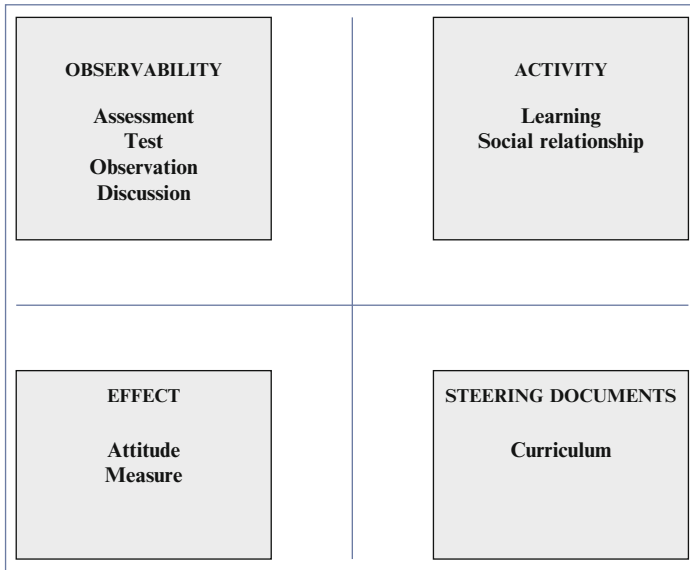 OBSERVABILITY
Assessment
Test
Observation
Discussion
ACTIVITY
Learning
Social relationship
EFFECT
Attitude
Measure
STEERING DOCUMENTS
Curriculum